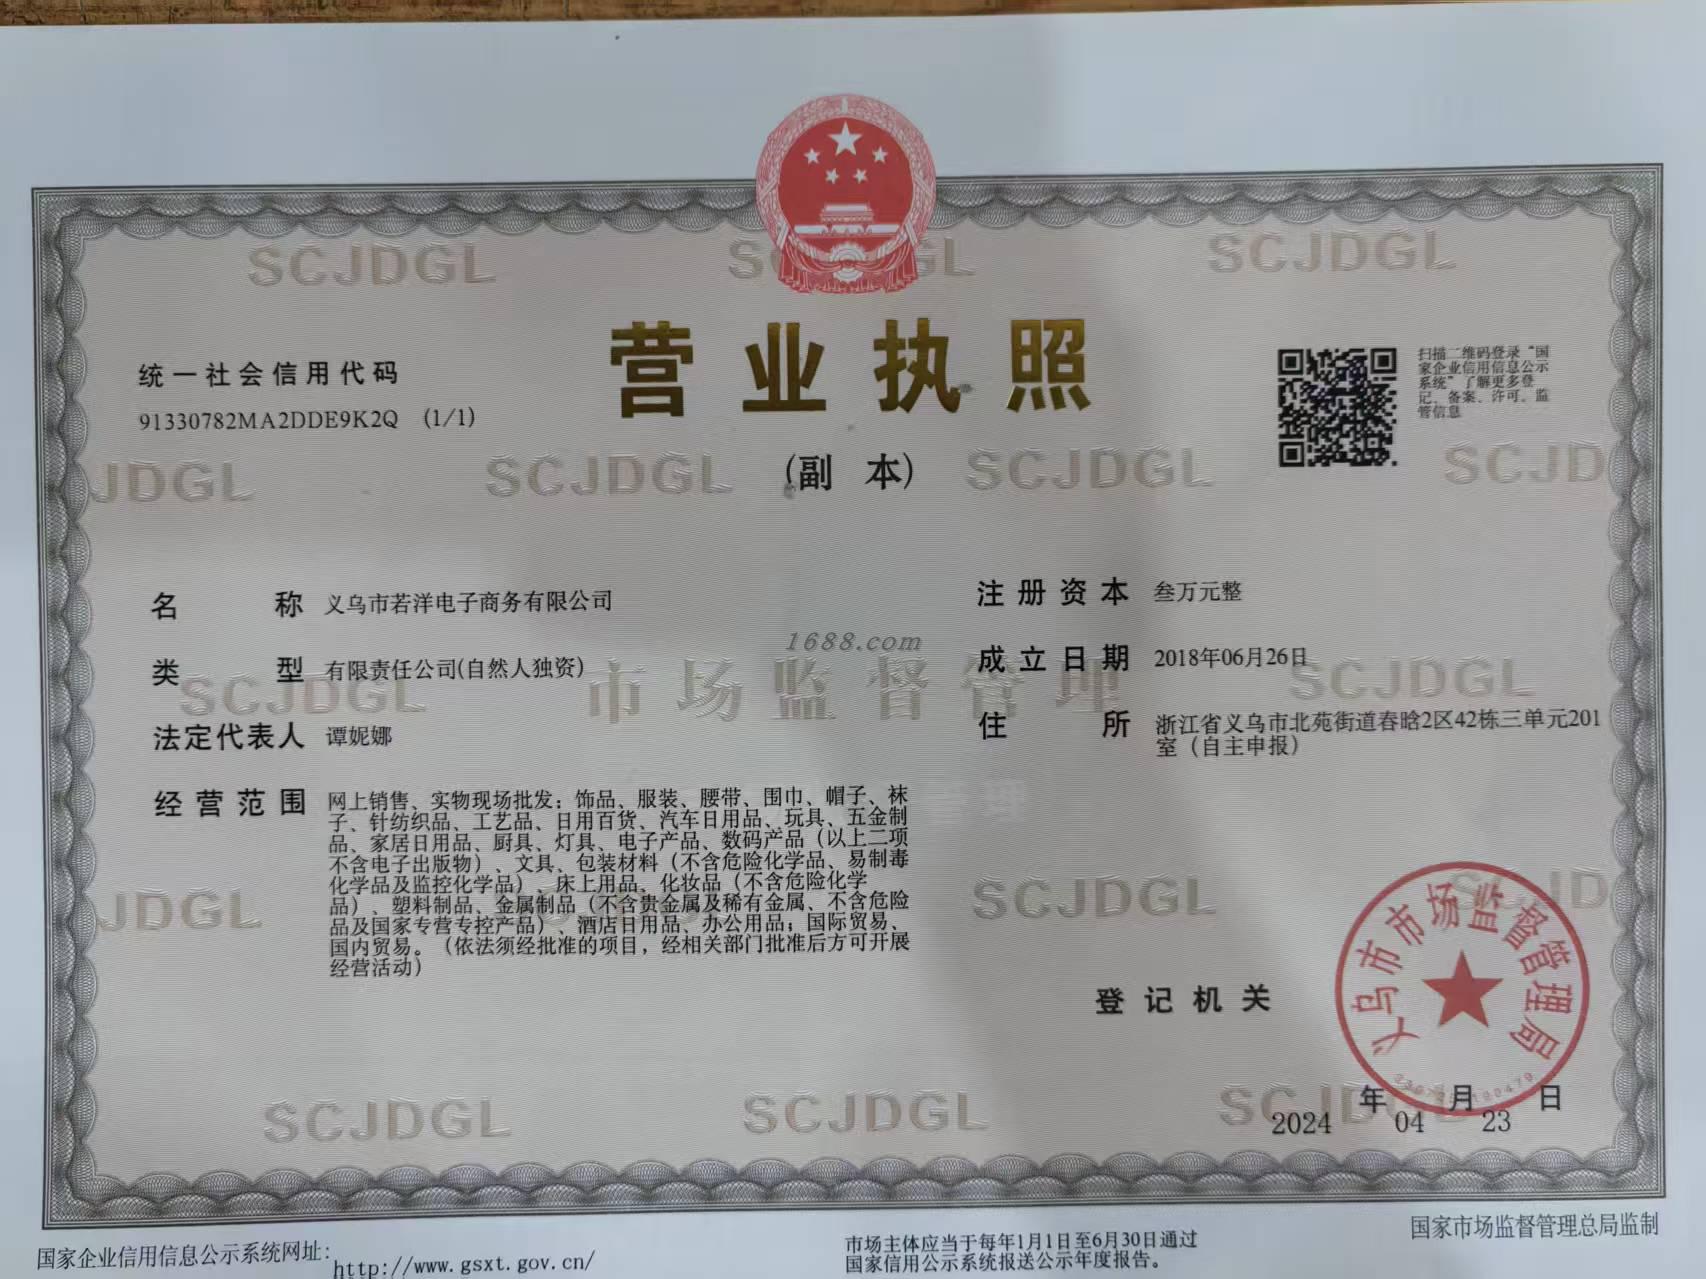 SCJDGL
SCJDGL
营业执照
(副 本)
统一社会信用代码
91330782MA2DDE9K2Q (1/1)
扫描二维码登录“国
家企业信用信息公示
系统”了解更多登
记、备案、许可、监
管信息
JDGL SCJDGL SCJDGL SCJD
名 称 义乌市若洋电子商务有限公司
类 型 有限责任公司(自然人独资)
法定代表人 谭妮娜
经营范围 网上销售、实物现场批发：饰品、服装、腰带、围巾、帽子、袜
子、针纺织品、工艺品、日用百货、汽车日用品、玩具、五金制
品、家居日用品、厨具、灯具、电子产品、数码产品（以上二项
不含电子出版物）、文具、包装材料（不含危险化学品、易制毒
化学品及监控化学品）、床上用品、化妆品（不含危险化学
品）、塑料制品、金属制品（不含贵金属及稀有金属、不含危险
品及国家专营专控产品）、酒店日用品、办公用品；国际贸易、
国内贸易。（依法须经批准的项目，经相关部门批准后方可开展
经营活动）
注册资本 叁万元整
成立日期 2018年06月26日
住 所 浙江省义乌市北苑街道春晗2区42栋三单元201
室（自主申报）
1688.com
市场监督管理
SCJDGL SCJDGL
JDGL SCJDGL
登记机关
义乌市市场监督管理局
2024年04月23日
SCJDGL SCJDGL
国家企业信用信息公示系统网址：http://www.gsxt.gov.cn/
市场主体应当于每年1月1日至6月30日通过
国家信用公示系统报送公示年度报告。
国家市场监督管理总局监制